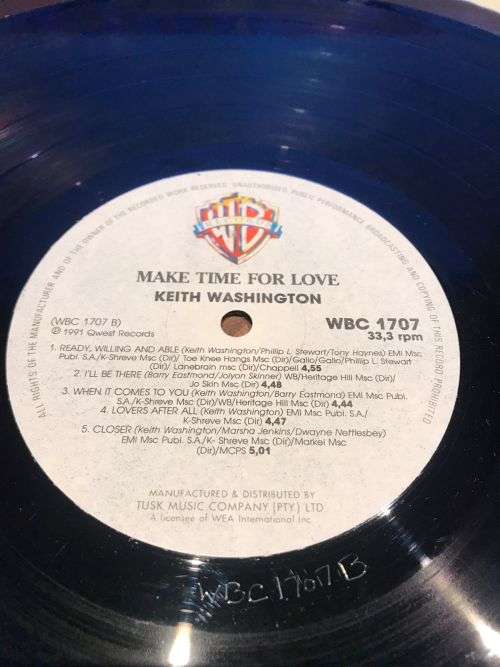 ALL RIGHTS OF THE MANUFACTURER AND OF THE OWNER OF THE RECORDED WORK RESERVED UNAUTHORISED PUBLIC PERFORMANCE BROADCASTING AND COPYING OF THIS RECORD PROHIBITED
WB
MAKE TIME FOR LOVE
KEITH WASHINGTON
(WBC 1707 B)
℗ 1991 Qwest Records
WBC 1707
33,3 rpm
1. READY, WILLING AND ABLE (Keith Washington/Phillip L Stewart/Tony Haynes) EMI Msc
Publ. S.A./K-Shreve Msc (Dir)/ Toe Knee Hangs Msc (Dir)/Gallo/Gallo/Phillip L Stewart
(Dir)/ Lanebrain msc (Dir)/Chappell 4,55
2. I'LL BE THERE (Barry Eastmond/Jolyon Skinner) WB/Heritage Hill Msc (Dir)/
Jo Skin Msc (Dir) 4,48
3. WHEN IT COMES TO YOU (Keith Washington/Barry Eastmond) EMI Msc Publ.
S.A./K-Shreve Msc (Dir)/WB/Heritage Hill Msc (Dir) 4,44
4. LOVERS AFTER ALL (Keith Washington) EMI Msc Publ. S.A./
K-Shreve Msc (Dir) 4,47
5. CLOSER (Keith Washington/Marsha Jenkins/Dwayne Nettlesbey)
EMI Msc Publ. S.A./K- Shreve Msc (Dir)/Markei Msc
(Dir)/MCPS 5,01
MANUFACTURED & DISTRIBUTED BY
TUSK MUSIC COMPANY (PTY) LTD
A licensee of WEA International Inc
WBC 1707 B